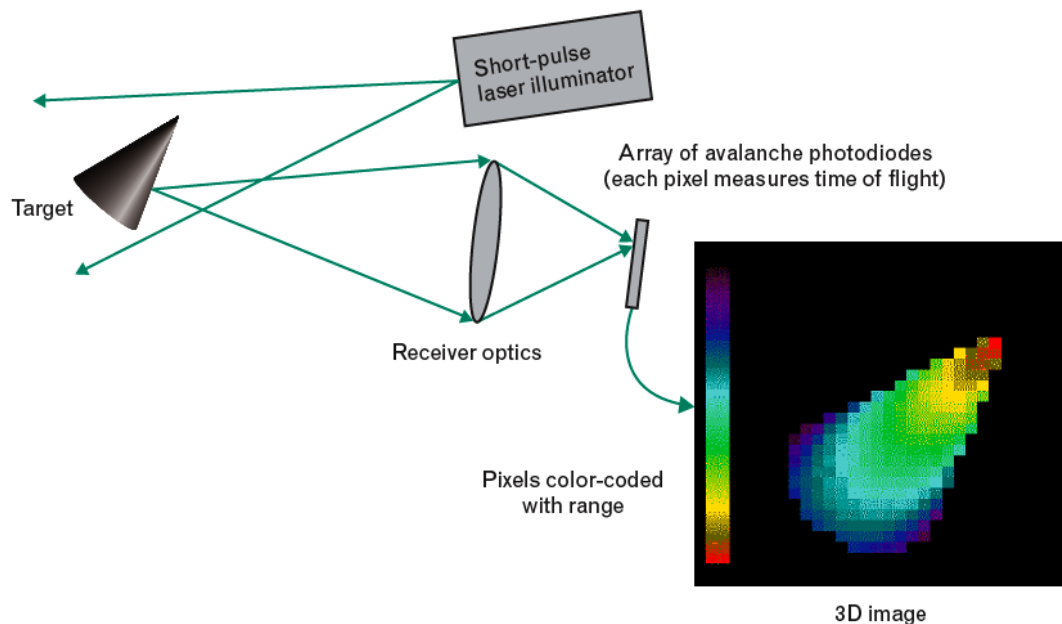 Short-pulse
laser illuminator
Array of avalanche photodiodes
(each pixel measures time of flight)
Target
Receiver optics
Pixels color-coded
with range
3D image